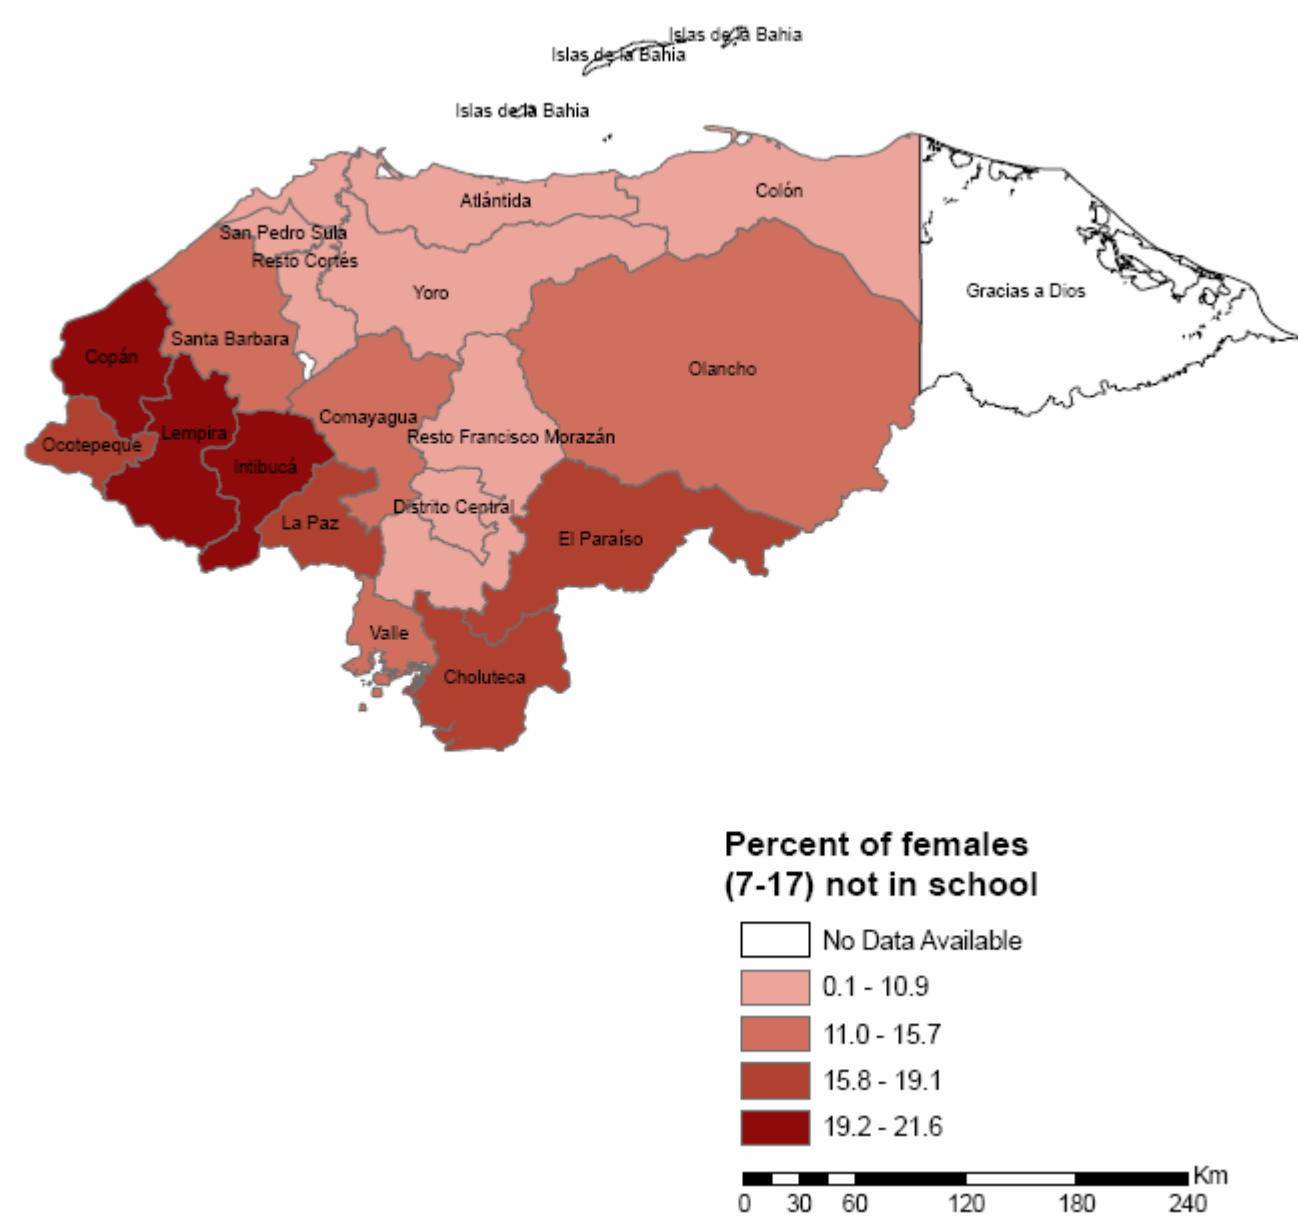 Islas de la Bahia
Islas de la Bahia
Islas de la Bahia
Colón
Atlántida
San Pedro Sula
Resto Cortés
Yoro
Gracias a Dios
Santa Barbara
Copán
Olancho
Comayagua
Lempira
Resto Francisco Morazán
Ocotepeque
Intibucá
Distrito Central
La Paz
El Paraíso
Valle
Choluteca
Percent of females
(7-17) not in school
No Data Available
0.1 - 10.9
11.0 - 15.7
15.8 - 19.1
19.2 - 21.6
Km
0 30 60 120 180 240